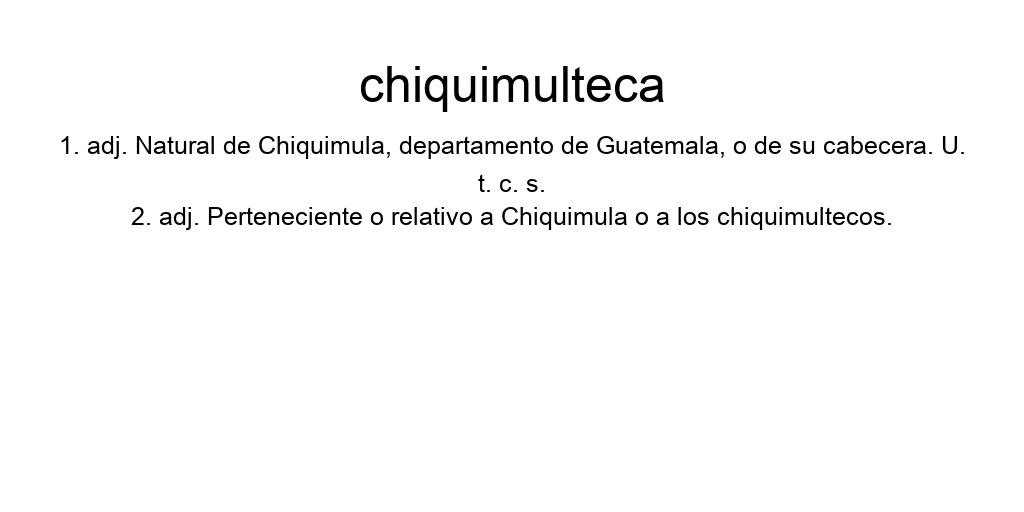 chiquimulteca
1. adj. Natural de Chiquimula, departamento de Guatemala, o de su cabecera. U.
t. c. s.
2. adj. Perteneciente o relativo a Chiquimula o a los chiquimultecos.